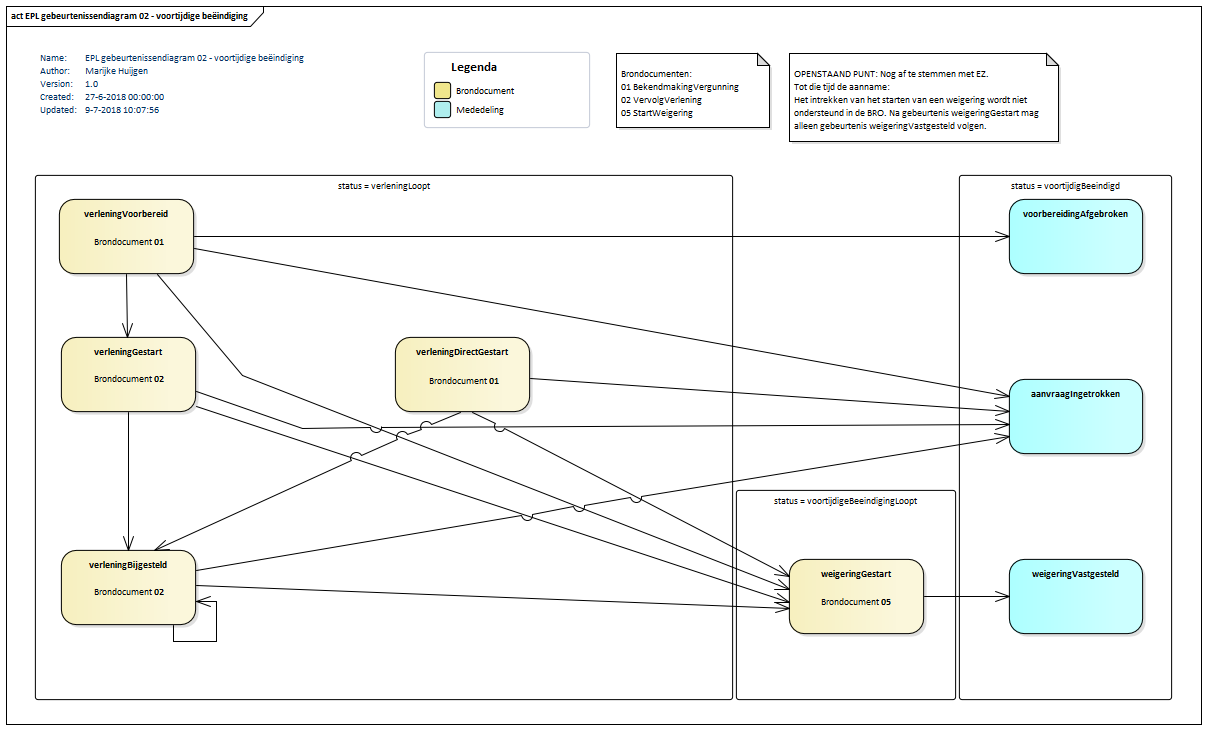 act EPL gebeurtenissendiagram 02 - voortijdige beëindiging
Name: EPL gebeurtenissendiagram 02 - voortijdige beëindiging
Author: Marijke Huijgen
Version: 1.0
Created: 27-6-2018 00:00:00
Updated: 9-7-2018 10:07:56
Legenda
Brondocument
Mededeling
Brondocumenten:
01 BekendmakingVergunning
02 VervolgVerlening
05 StartWeigering
OPENSTAAND PUNT: Nog af te stemmen met EZ.
Tot die tijd de aanname:
Het intrekken van het starten van een weigering wordt niet
ondersteund in de BRO. Na gebeurtenis weigeringGestart mag
alleen gebeurtenis weigeringVastgesteld volgen.
status = verleningLoopt
status = voortijdigBeeindigd
verleningVoorbereid
Brondocument 01
voorbereidingAfgebroken
verleningGestart
Brondocument 02
verleningDirectGestart
Brondocument 01
aanvraagIngetrokken
status = voortijdigeBeeindigingLoopt
verleningBijgesteld
Brondocument 02
weigeringGestart
Brondocument 05
weigeringVastgesteld